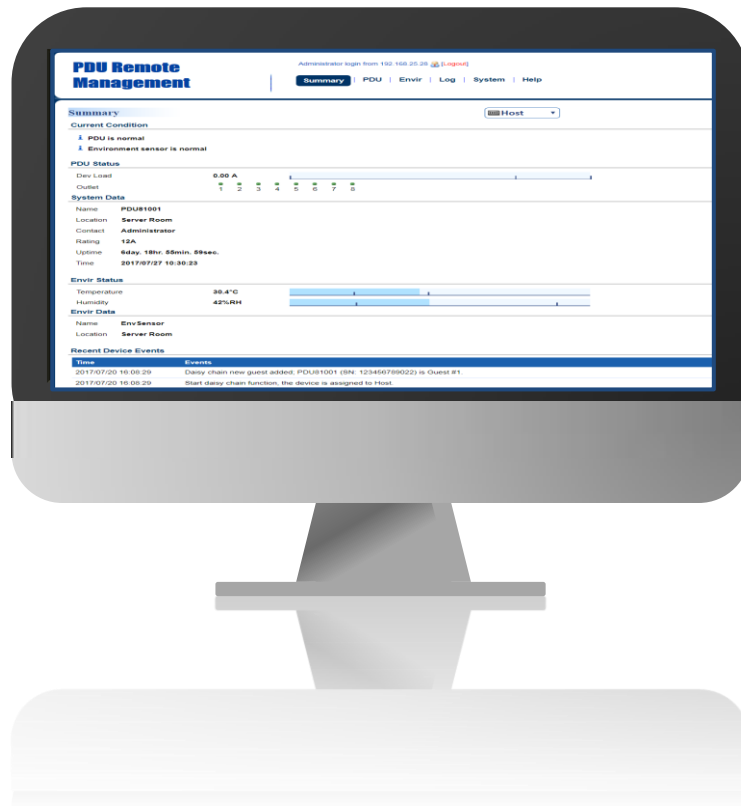 PDU Remote
Management
Administrator login from 192.168.25.28 [Logout]
Summary | PDU | Envir | Log | System | Help
Summary
Host
Current Condition
PDU is normal
Environment sensor is normal
PDU Status
Dev Load 0.00 A
Outlet 1 2 3 4 5 6 7 8
System Data
Name PDU81001
Location Server Room
Contact Administrator
Rating 12A
Uptime 6day. 18hr. 55min. 59sec.
Time 2017/07/27 10:30:23
Envir Status
Temperature 30.4°C
Humidity 42%RH
Envir Data
Name EnvSensor
Location Server Room
Recent Device Events
Time Events
2017/07/20 16:08:29 Daisy chain new guest added, PDU81001 (SN: 123456789022) is Guest #1.
2017/07/20 16:08:29 Start daisy chain function, the device is assigned to Host.